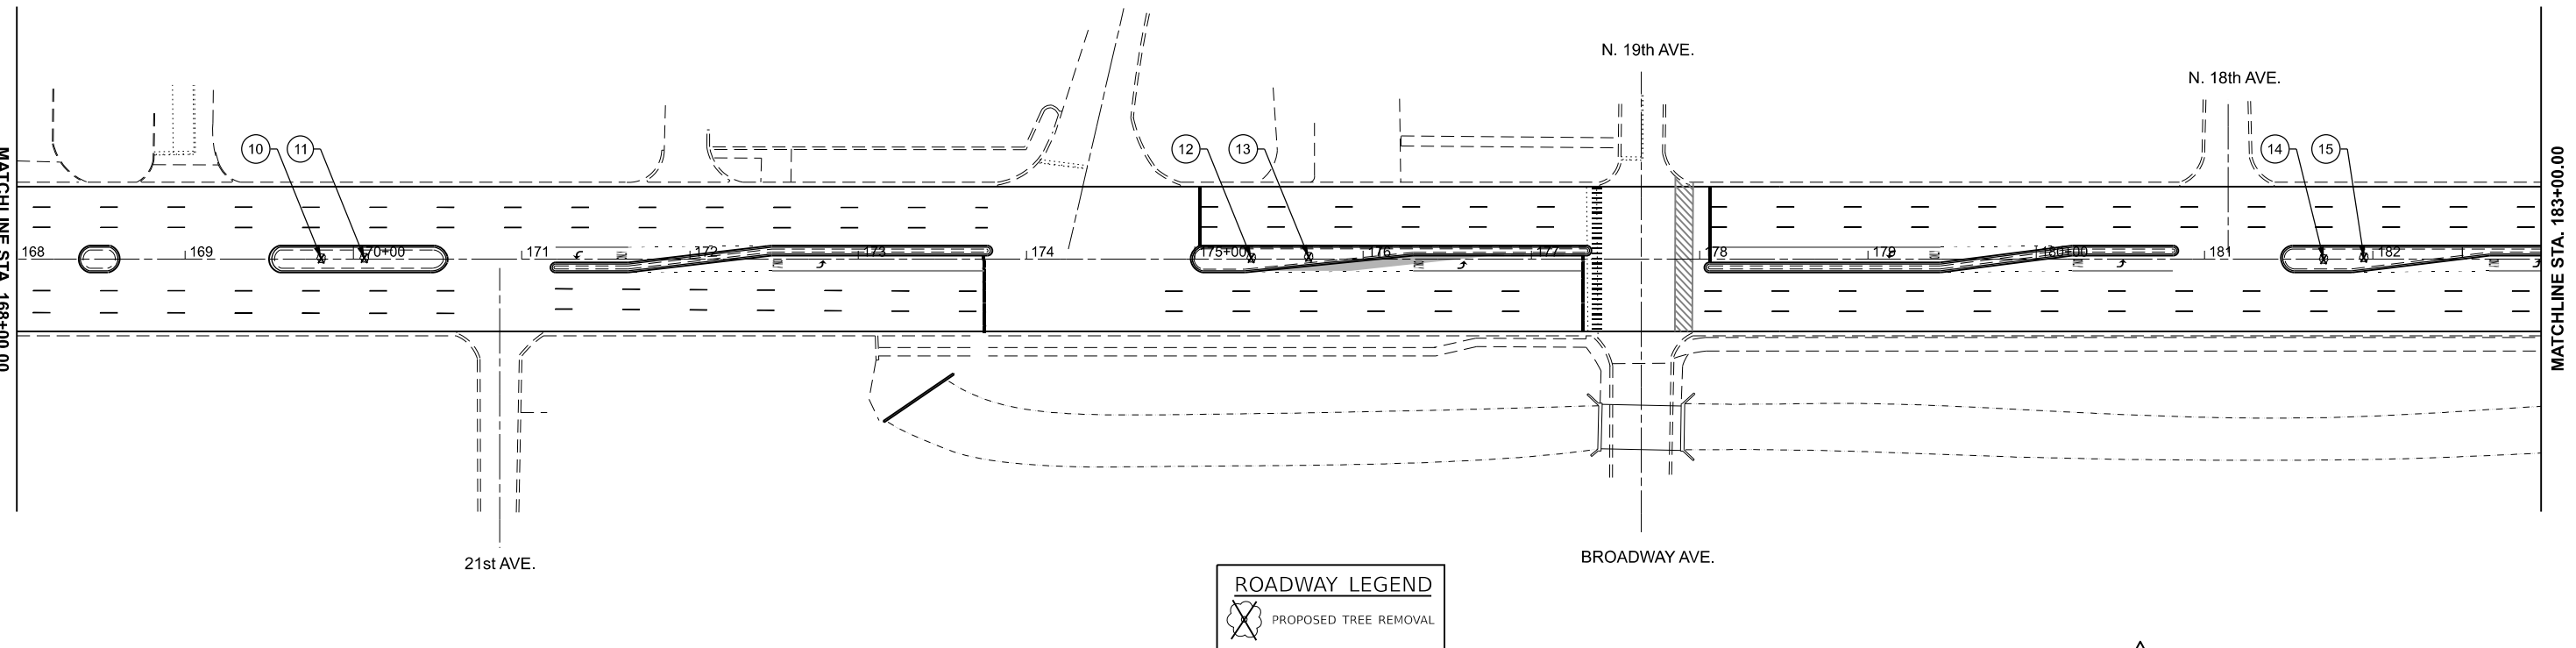 N. 19th AVE.
N. 18th AVE.
10
11
12
13
14
15
MATCHLINE STA. 168+00.00
168
169
170+00
171
172
173
174
175+00
176
177
178
179
180+00
181
182
MATCHLINE STA. 183+00.00
21st AVE.
BROADWAY AVE.
ROADWAY LEGEND
PROPOSED TREE REMOVAL